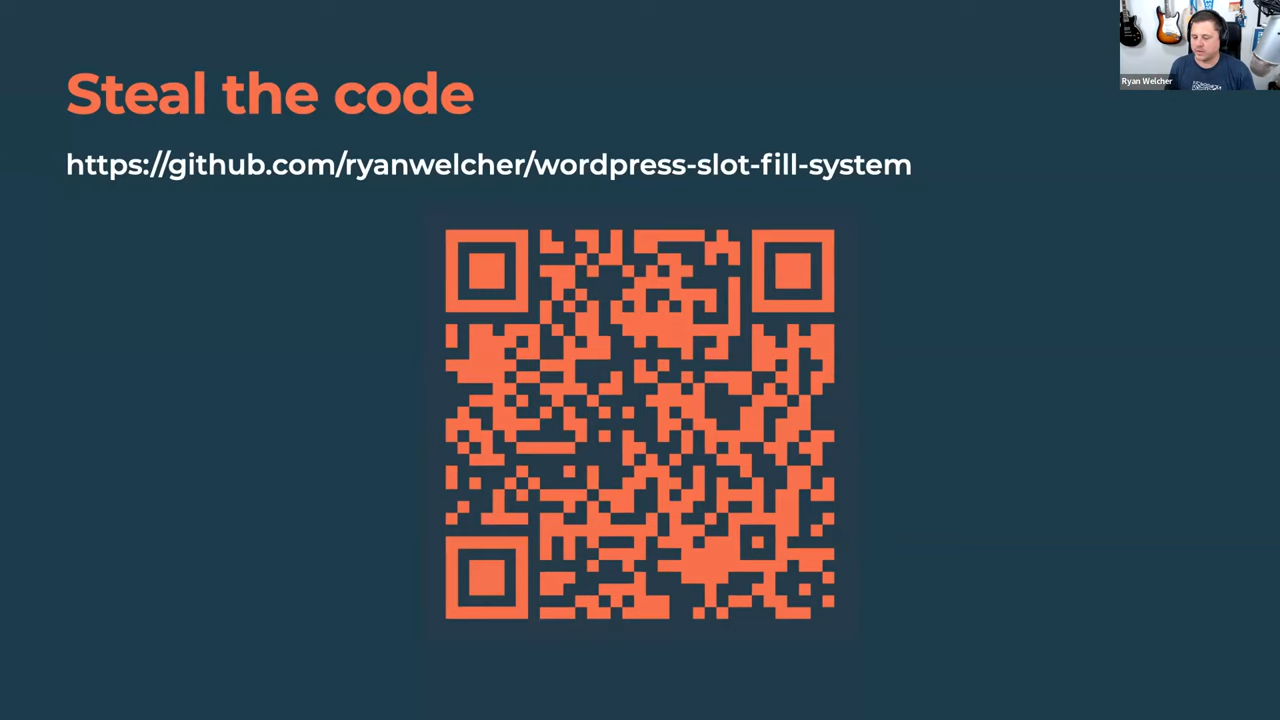 Steal the code
https://github.com/ryanwelcher/wordpress-slot-fill-system
Ryan Welcher